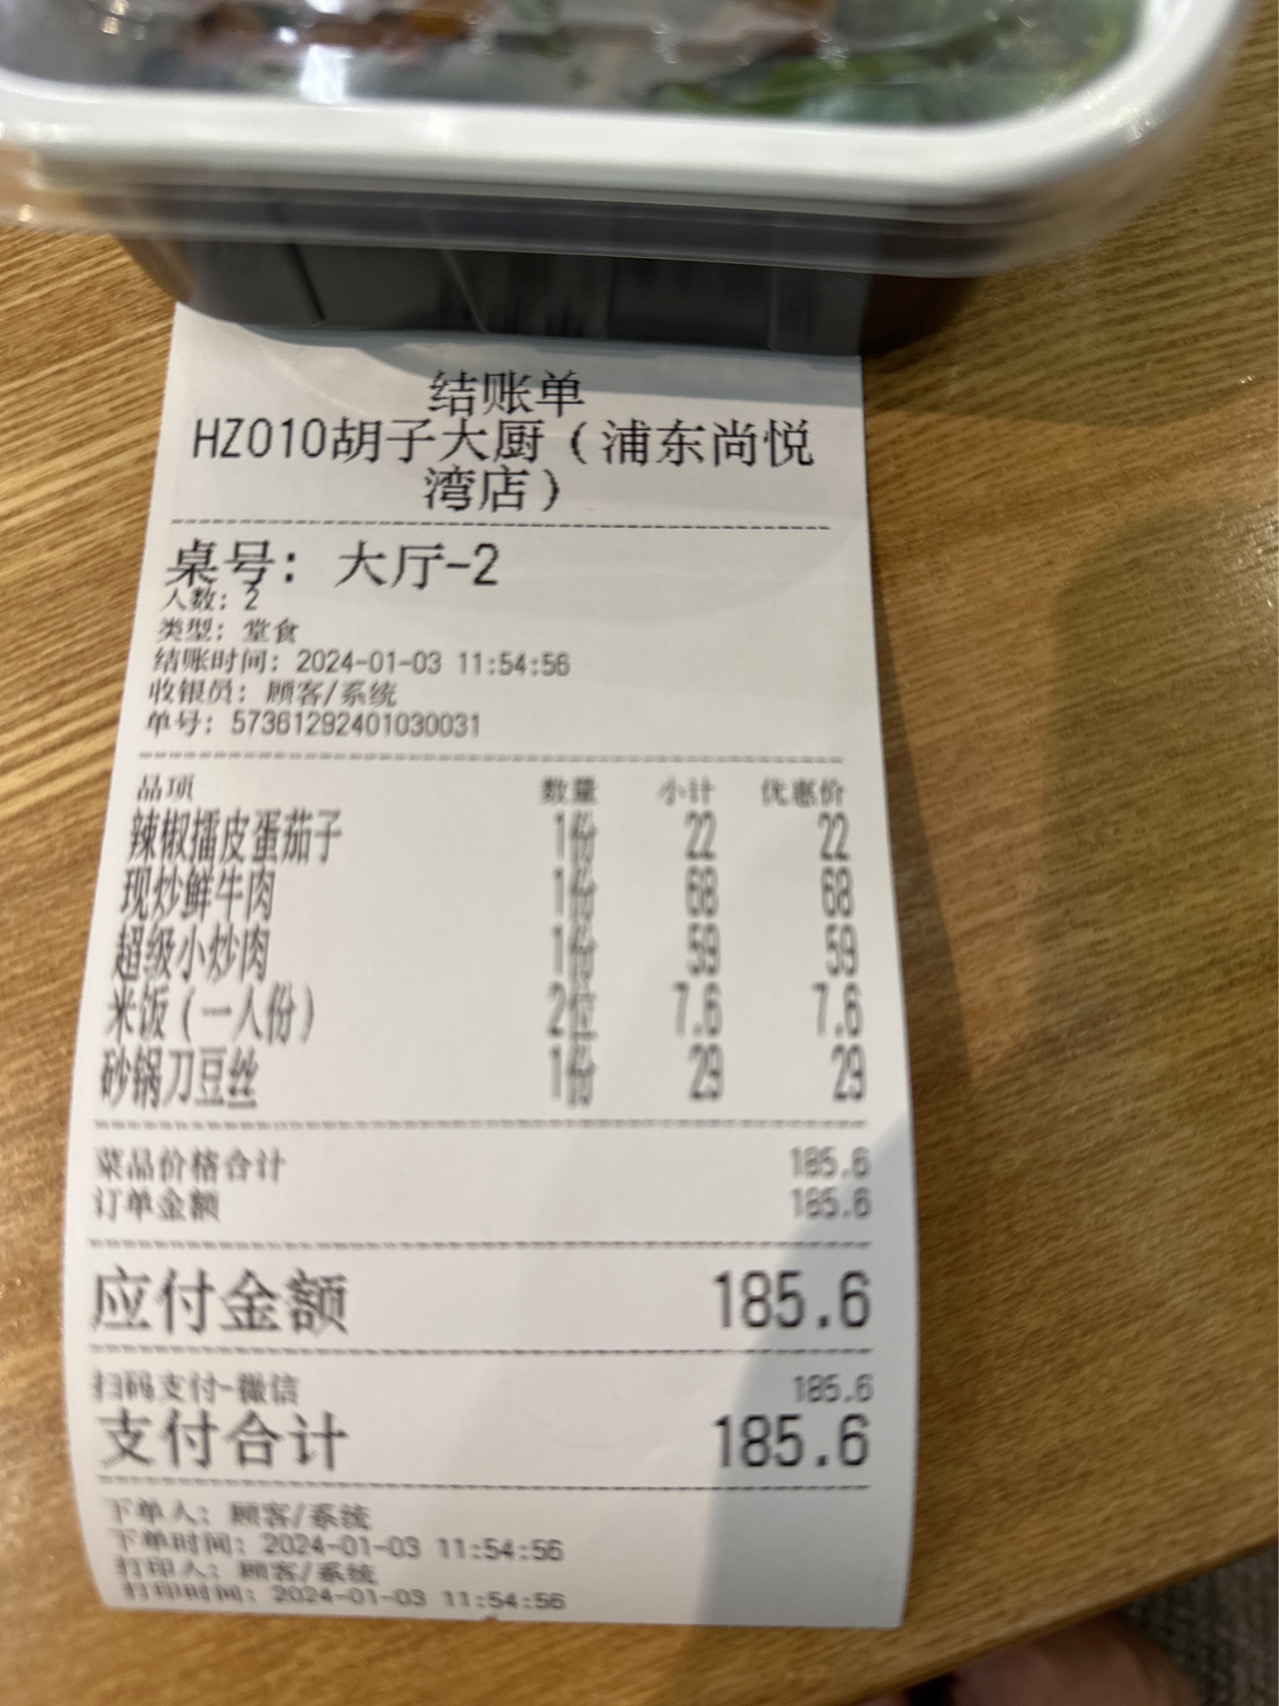 结账单
HZ010胡子大厨（浦东尚悦
湾店）
桌号：大厅-2
人数：2
类型：堂食
结账时间：2024-01-03 11:54:56
收银员：顾客/系统
单号：573612924010300​31
品项 数量 小计 优惠价
辣椒擂皮蛋茄子 1份 22 22
现炒鲜牛肉 1份 68 68
超级小炒肉 1份 59 59
米饭（一人份） 2位 7.6 7.6
砂锅刀豆丝 1份 29 29
菜品价格合计 185.6
订单金额 185.6
应付金额 185.6
扫码支付-微信 185.6
支付合计 185.6
下单人：顾客/系统
下单时间：2024-01-03 11:54:56
打印人：顾客/系统
打印时间：2024-01-03 11:54:56